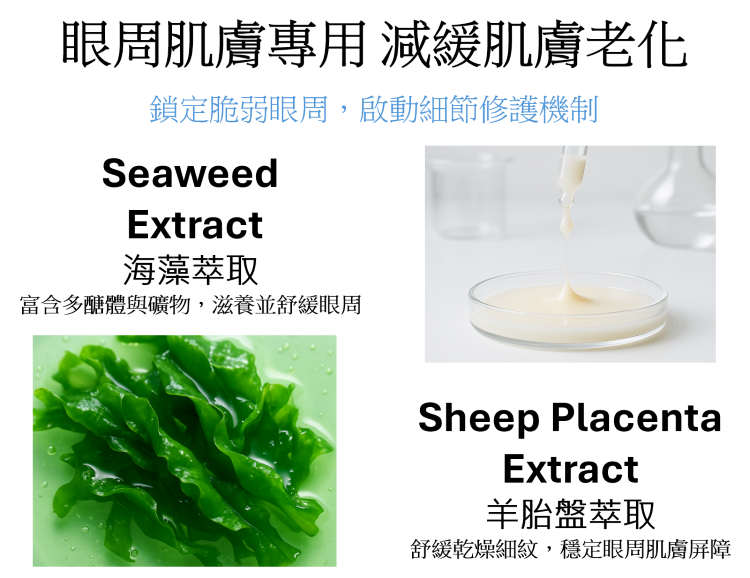 眼周肌膚專用 減緩肌膚老化
鎖定脆弱眼周，啟動細節修護機制
Seaweed
Extract
海藻萃取
富含多醣體與礦物，滋養並舒緩眼周
Sheep Placenta
Extract
羊胎盤萃取
舒緩乾燥細紋，穩定眼周肌膚屏障